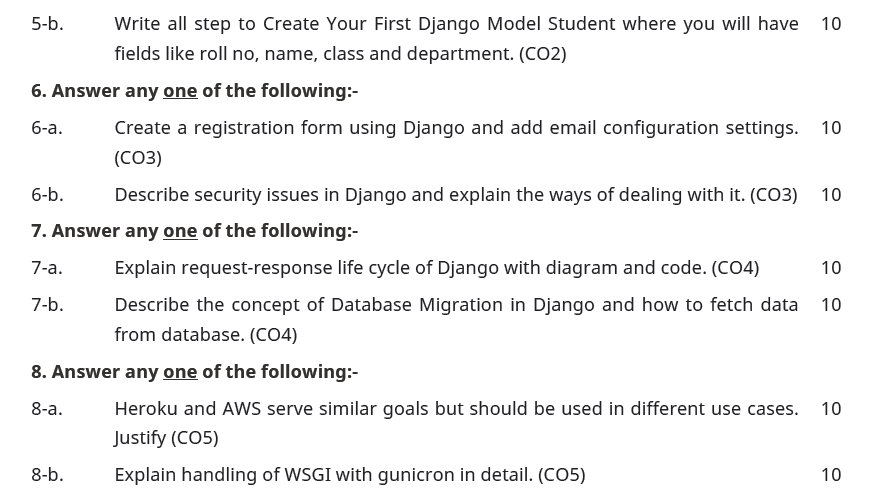 5-b. Write all step to Create Your First Django Model Student where you will have 10
fields like roll no, name, class and department. (CO2)
6. Answer any one of the following:-
6-a. Create a registration form using Django and add email configuration settings. 10
(CO3)
6-b. Describe security issues in Django and explain the ways of dealing with it. (CO3) 10
7. Answer any one of the following:-
7-a. Explain request-response life cycle of Django with diagram and code. (CO4) 10
7-b. Describe the concept of Database Migration in Django and how to fetch data 10
from database. (CO4)
8. Answer any one of the following:-
8-a. Heroku and AWS serve similar goals but should be used in different use cases. 10
Justify (CO5)
8-b. Explain handling of WSGI with gunicron in detail. (CO5) 10